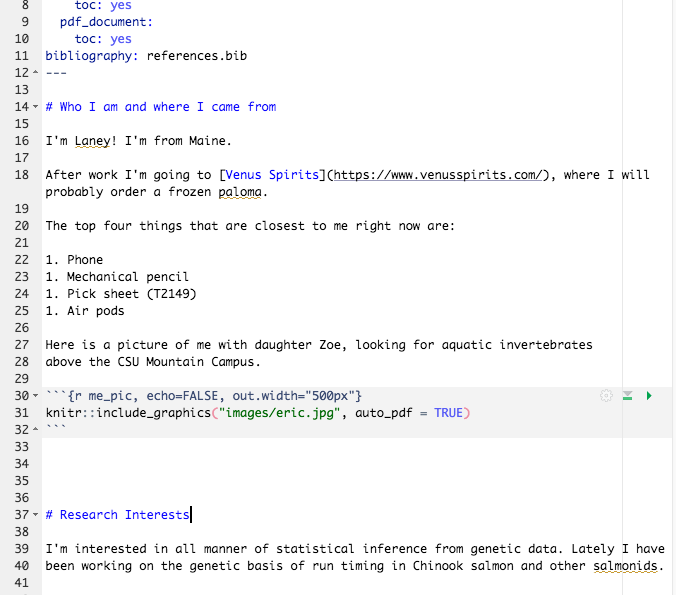 8     toc: yes
9   pdf_document:
10     toc: yes
11 bibliography: references.bib
12 ---
13
14 # Who I am and where I came from
15
16 I'm Laney! I'm from Maine.
17
18 After work I'm going to [Venus Spirits](https://www.venusspirits.com/), where I will
probably order a frozen paloma.
19
20 The top four things that are closest to me right now are:
21
22 1. Phone
23 1. Mechanical pencil
24 1. Pick sheet (T2149)
25 1. Air pods
26
27 Here is a picture of me with daughter Zoe, looking for aquatic invertebrates
28 above the CSU Mountain Campus.
29
30 ```{r me_pic, echo=FALSE, out.width="500px"}
31 knitr::include_graphics("images/eric.jpg", auto_pdf = TRUE)
32 ```
33
34
35
36
37 # Research Interests
38
39 I'm interested in all manner of statistical inference from genetic data. Lately I have
40 been working on the genetic basis of run timing in Chinook salmon and other salmonids.
41